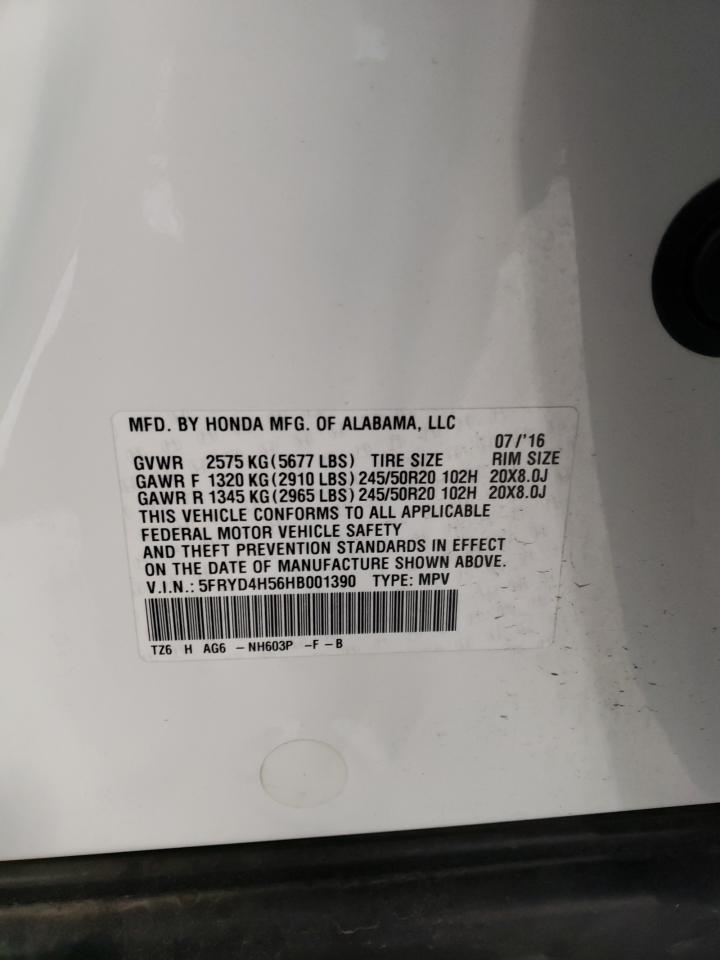 MFD. BY HONDA MFG. OF ALABAMA, LLC
07/'16
GVWR 2575 KG(5677 LBS) TIRE SIZE RIM SIZE
GAWR F 1320 KG(2910 LBS)245/50R20 102H 20X8.0J
GAWR R 1345 KG(2965 LBS)245/50R20 102H 20X8.0J
THIS VEHICLE CONFORMS TO ALL APPLICABLE
FEDERAL MOTOR VEHICLE SAFETY
AND THEFT PREVENTION STANDARDS IN EFFECT
ON THE DATE OF MANUFACTURE SHOWN ABOVE.
V.I.N.: 5FRYD4H56HB001390 TYPE: MPV
TZ6 H AG6 -NH603P -F-B